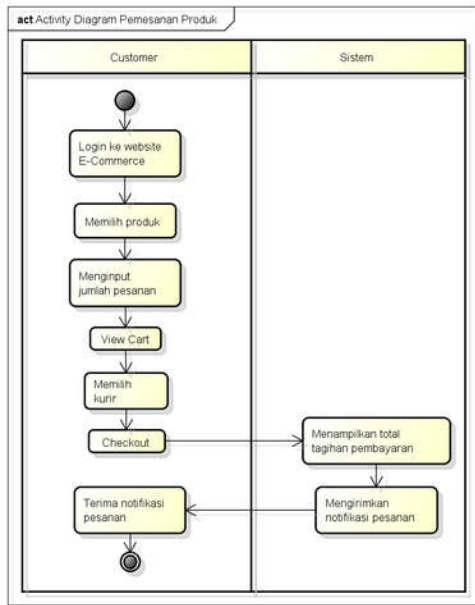 act Activity Diagram Pemesanan Produk
Customer
Sistem
Login ke website
E-Commerce
Memilih produk
Menginput
jumlah pesanan
View Cart
Memilih
kurir
Checkout
Menampilkan total
tagihan pembayaran
Mengirimkan
notifikasi pesanan
Terima notifikasi
pesanan